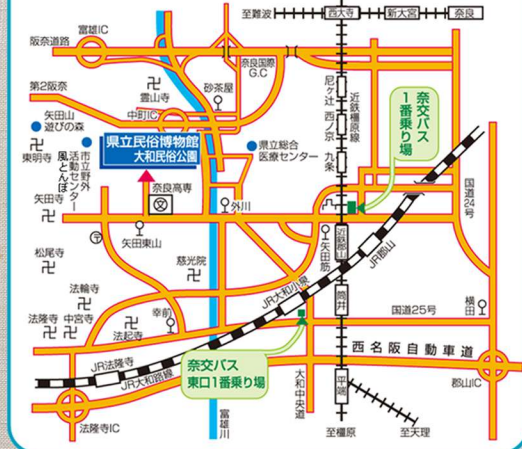 至難波
西大寺
新大宮
奈良
富雄IC
阪奈道路
奈良国際
G.C
霊山寺
砂茶屋
第2阪奈
中町IC
尼ヶ辻
西ノ京
九条
近鉄橿原線
奈交バス
1番乗り場
矢田山
遊びの森
東明寺
市立野外
活動センター
風とんぼ
県立民俗博物館
大和民俗公園
県立総合
医療センター
奈良高専
文
矢田寺
外川
国道24号
矢田東山
矢田筋
近鉄郡山
JR郡山
松尾寺
慈光院
法輪寺
JR大和小泉
筒井
国道25号
横田
法隆寺
中宮寺
法起寺
幸前
西名阪自動車道
JR法隆寺
JR大和路線
奈交バス
東口1番乗り場
大和中央道
平端
郡山IC
法隆寺IC
富雄川
至橿原
至天理